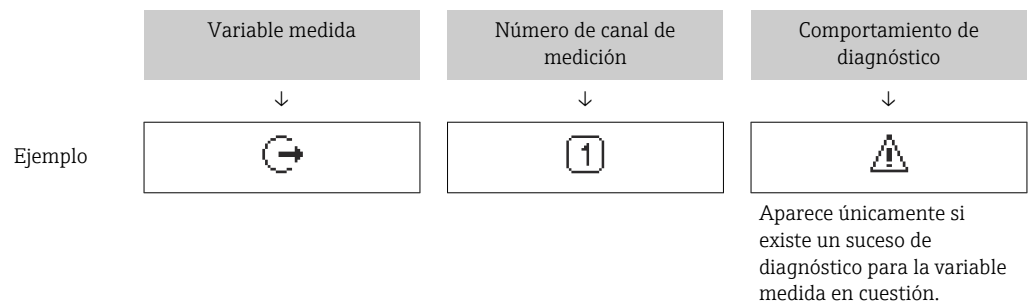 Variable medida
Número de canal de
medición
Comportamiento de
diagnóstico
↓
↓
↓
Ejemplo
1
Aparece únicamente si
existe un suceso de
diagnóstico para la variable
medida en cuestión.